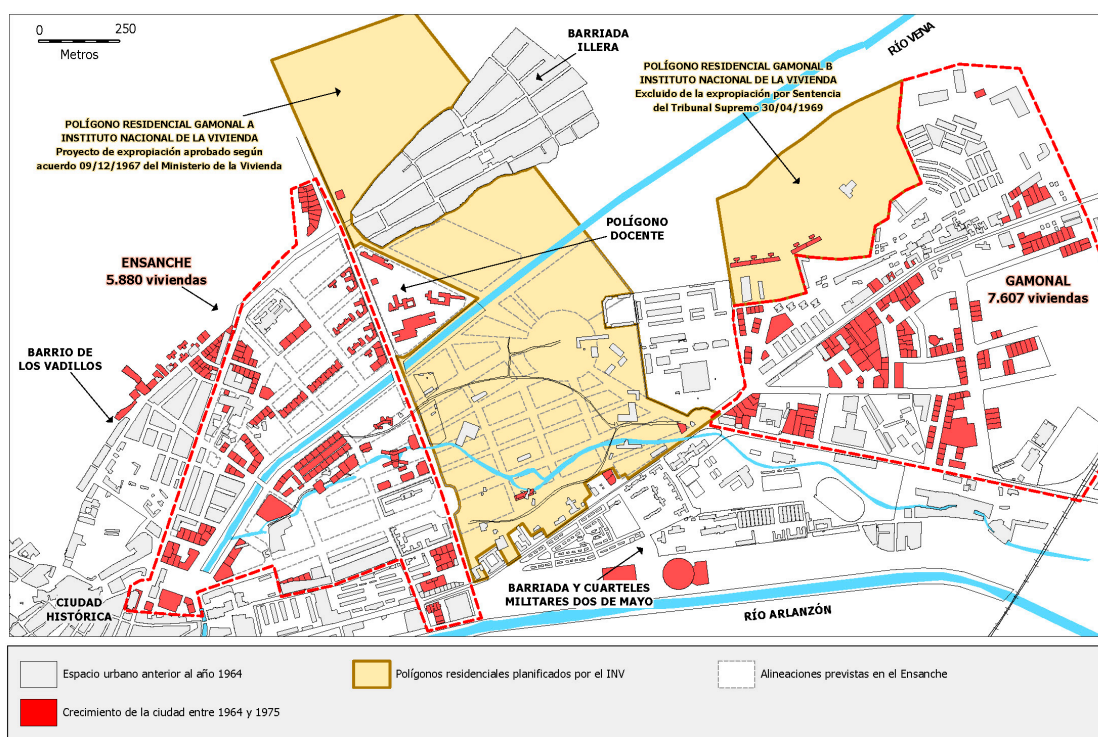 0 250
Metros
BARRIADA
ILLERA
RÍO VENA
POLÍGONO RESIDENCIAL GAMONAL B
INSTITUTO NACIONAL DE LA VIVIENDA
Excluido de la expropiación por Sentencia
del Tribunal Supremo 30/04/1969
POLÍGONO RESIDENCIAL GAMONAL A
INSTITUTO NACIONAL DE LA VIVIENDA
Proyecto de expropiación aprobado según
acuerdo 09/12/1967 del Ministerio de la Vivienda
POLÍGONO
DOCENTE
ENSANCHE
5.880 viviendas
GAMONAL
7.607 viviendas
BARRIO DE
LOS VADILLOS
BARRIADA Y CUARTELES
MILITARES DOS DE MAYO
CIUDAD
HISTÓRICA
RÍO ARLANZÓN
Espacio urbano anterior al año 1964
Polígonos residenciales planificados por el INV
Alineaciones previstas en el Ensanche
Crecimiento de la ciudad entre 1964 y 1975